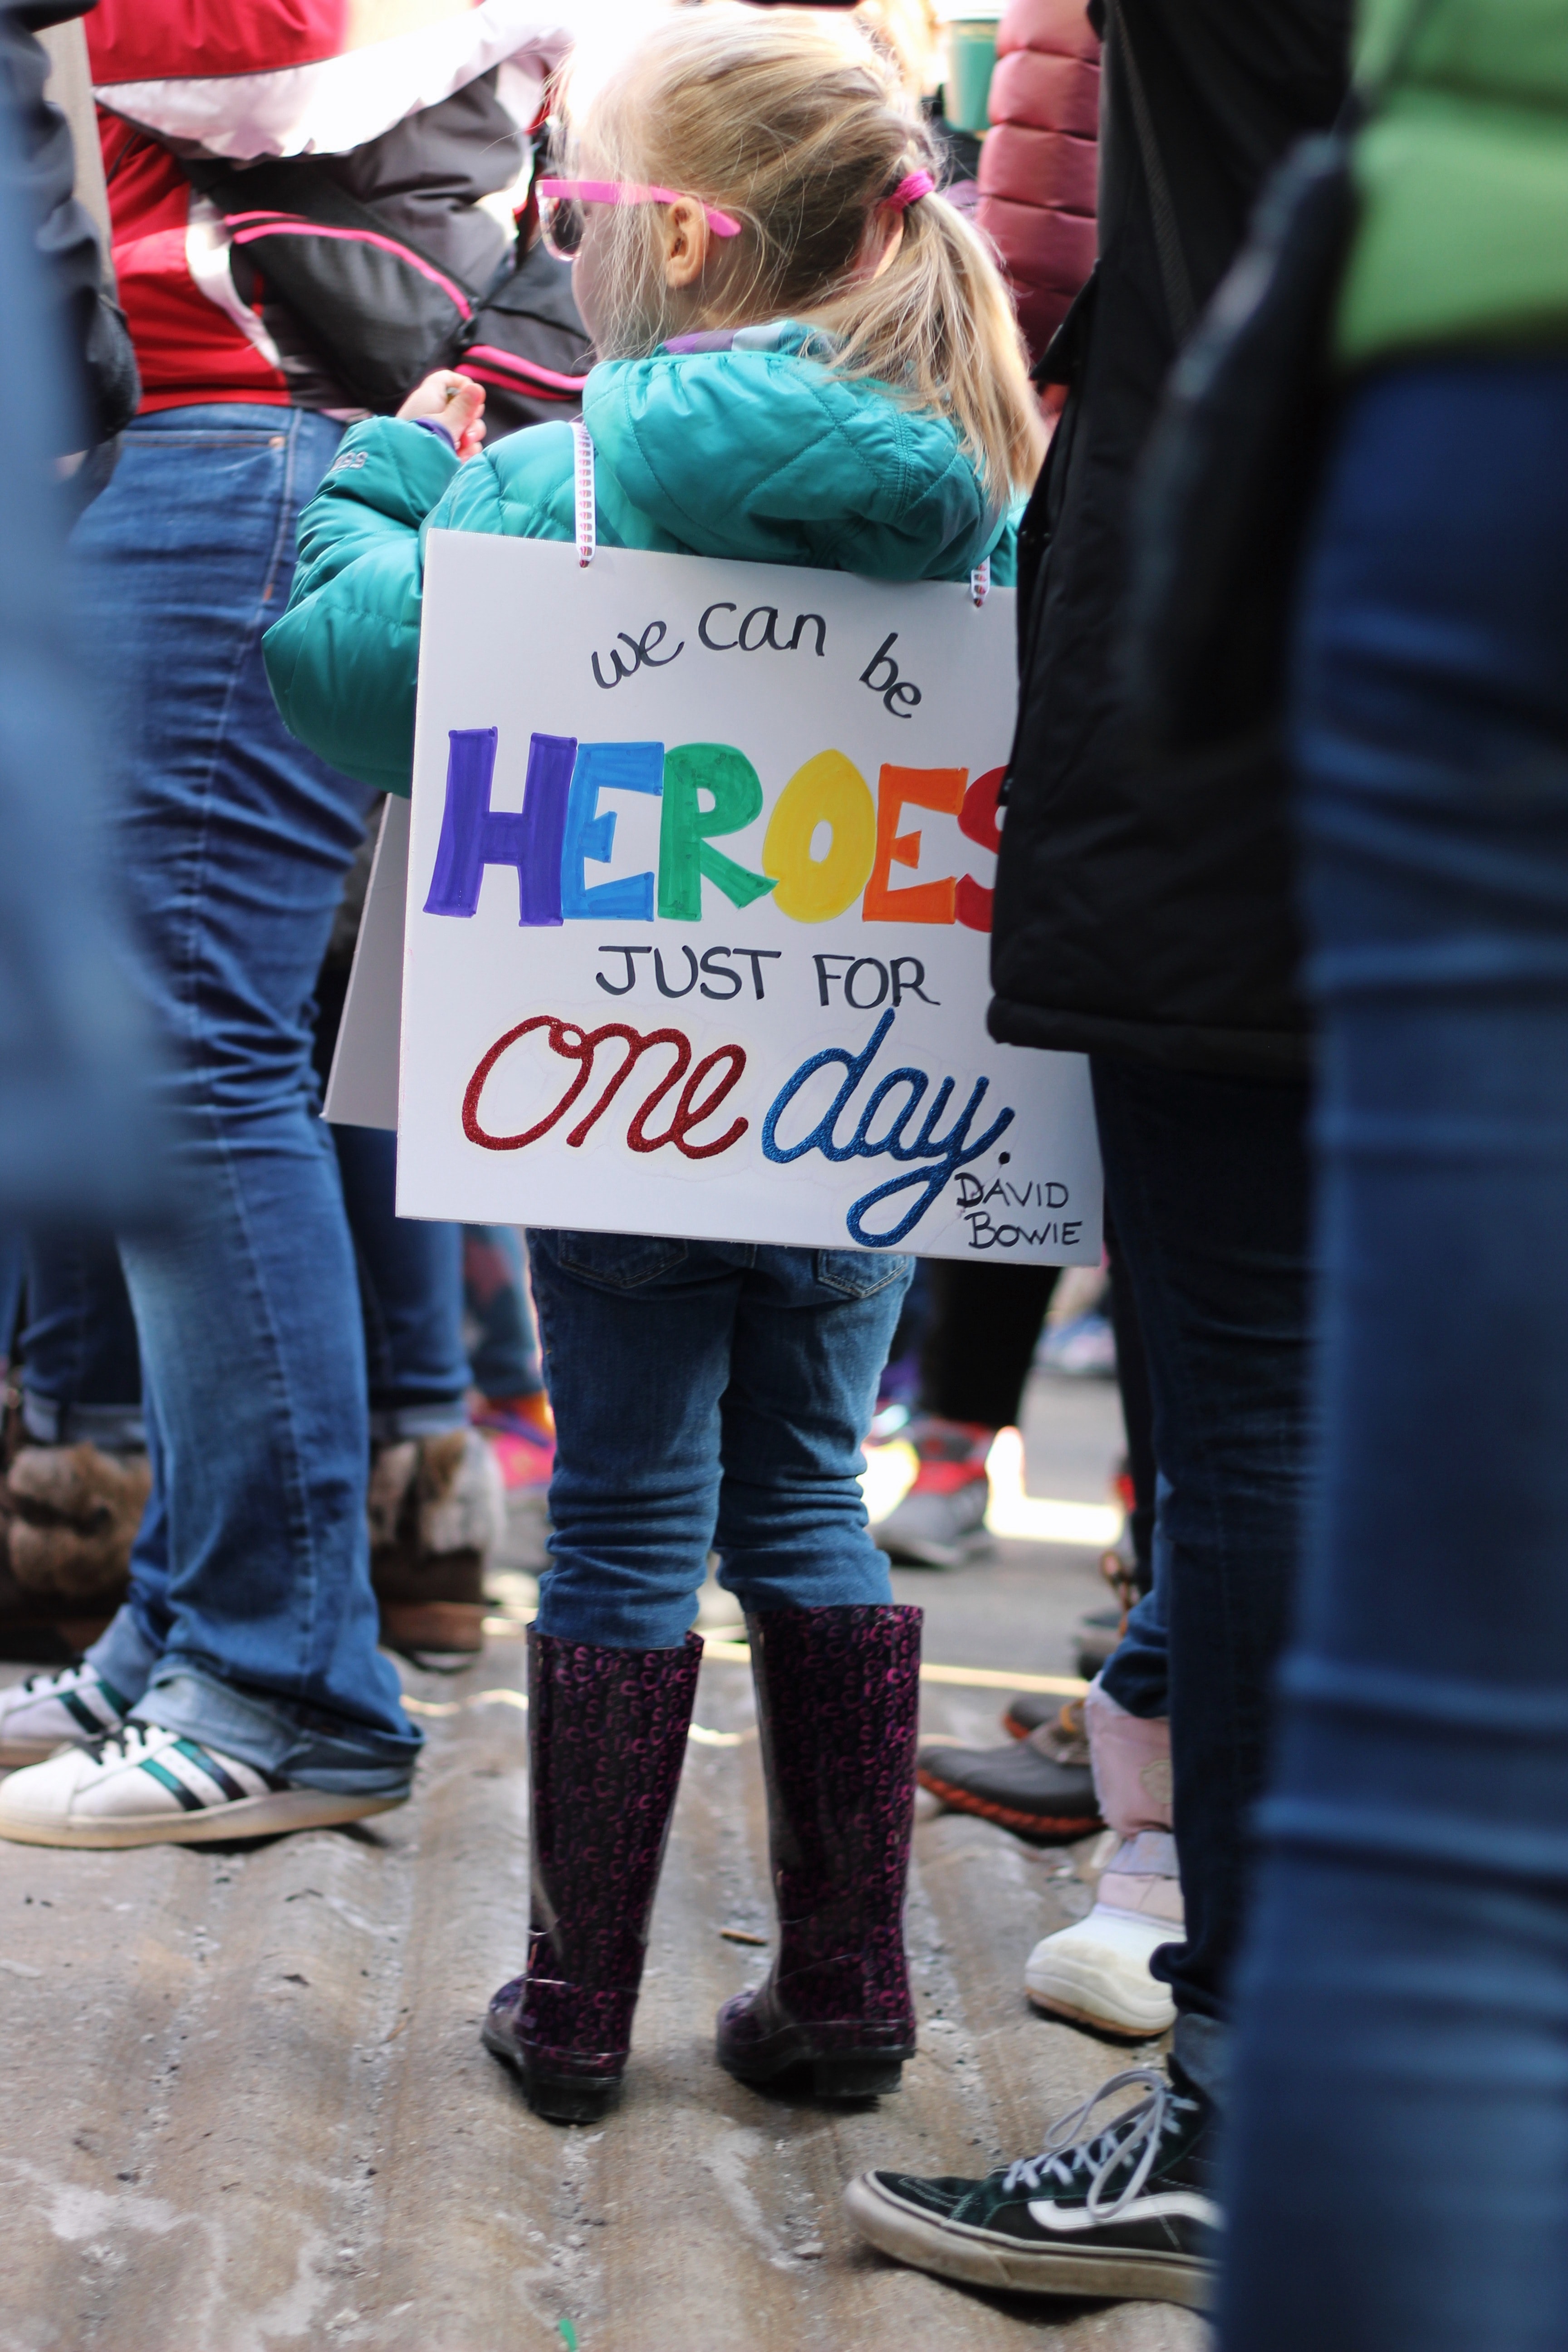 we can be
HEROES
JUST FOR
one day.
DAVID
BOWIE